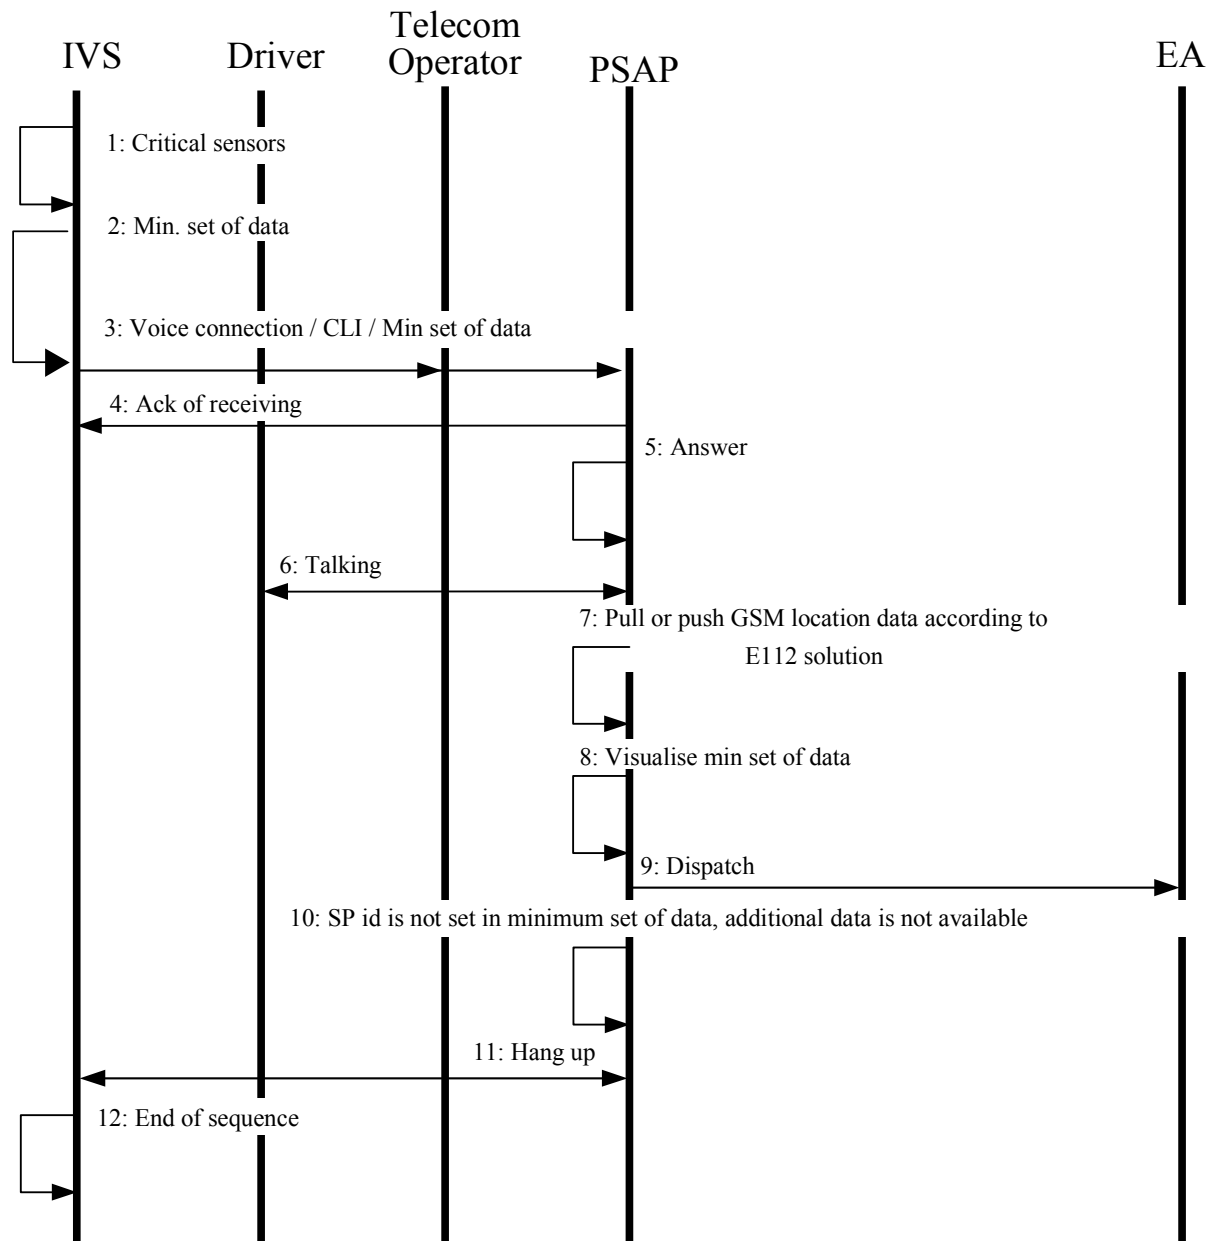 IVS
Driver
Telecom
Operator
PSAP
EA
1: Critical sensors
2: Min. set of data
3: Voice connection / CLI / Min set of data
4: Ack of receiving
5: Answer
6: Talking
7: Pull or push GSM location data according to
E112 solution
8: Visualise min set of data
9: Dispatch
10: SP id is not set in minimum set of data, additional data is not available
11: Hang up
12: End of sequence